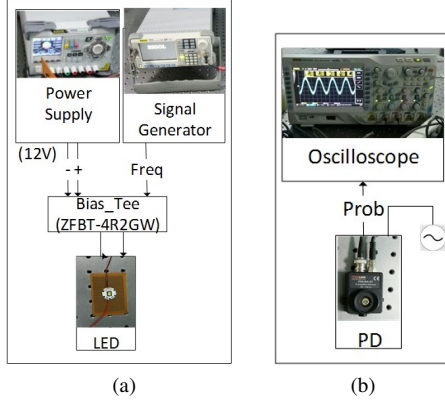 Power
Supply
Signal
Generator
(12V)
- +
Freq
Bias_Tee
(ZFBT-4R2GW)
LED
(a)
Oscilloscope
Prob
PD
(b)